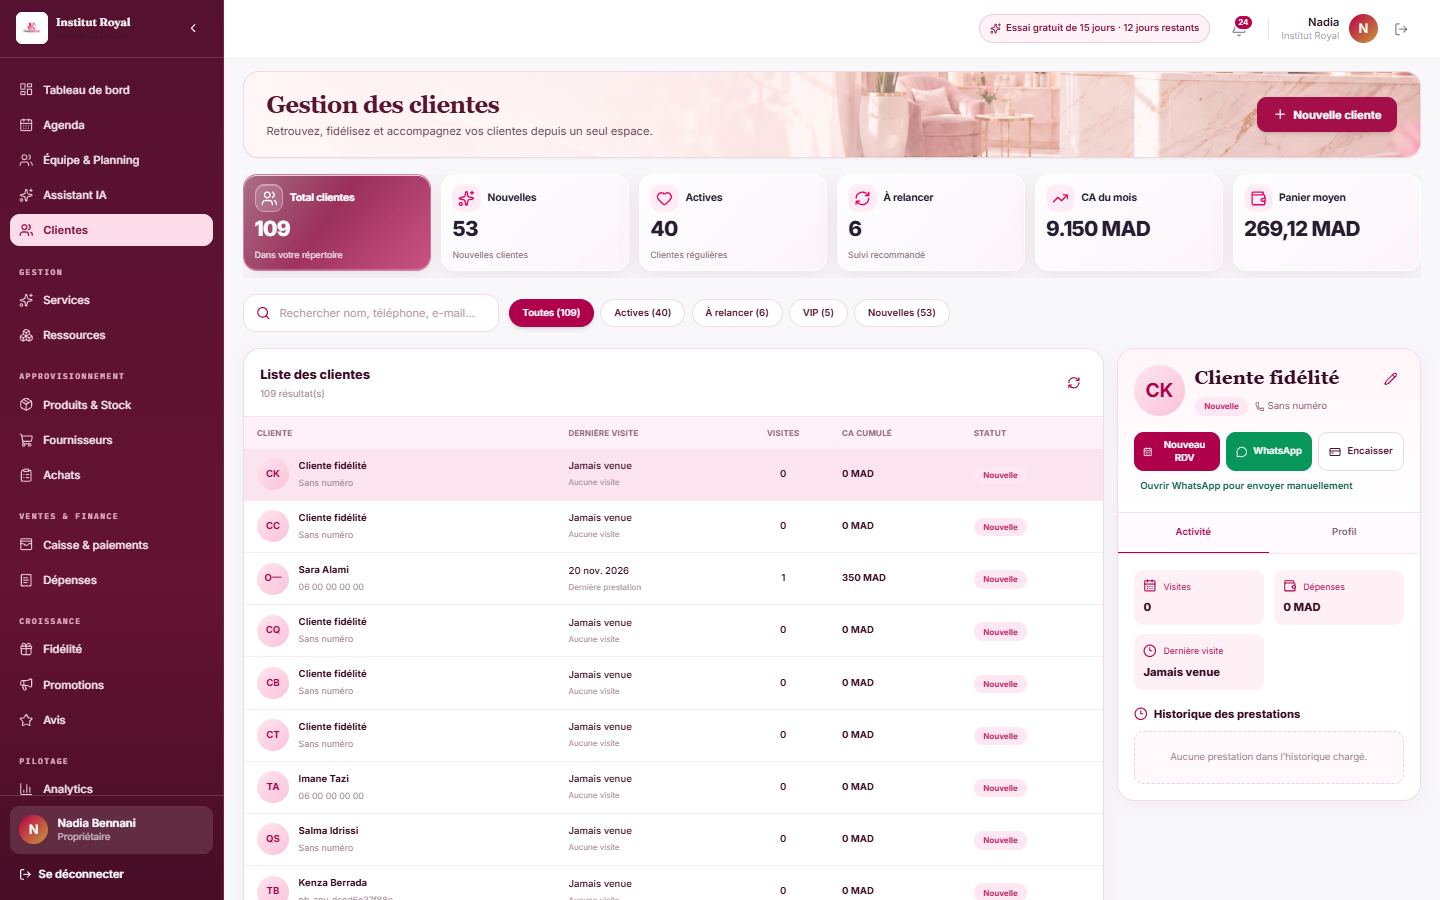 Institut Royal
Essai gratuit de 15 jours · 12 jours restants
24
Nadia
Institut Royal
N
Tableau de bord
Agenda
Équipe & Planning
Assistant IA
Clientes
GESTION
Services
Ressources
APPROVISIONNEMENT
Produits & Stock
Fournisseurs
Achats
VENTES & FINANCE
Caisse & paiements
Dépenses
CROISSANCE
Fidélité
Promotions
Avis
PILOTAGE
Analytics
N
Nadia Bennani
Propriétaire
Se déconnecter
Gestion des clientes
Retrouvez, fidélisez et accompagnez vos clientes depuis un seul espace.
Nouvelle cliente
Total clientes
109
Dans votre répertoire
Nouvelles
53
Nouvelles clientes
Actives
40
Clientes régulières
À relancer
6
Suivi recommandé
CA du mois
9.150 MAD
Panier moyen
269,12 MAD
Rechercher nom, téléphone, e-mail...
Toutes (109)
Actives (40)
À relancer (6)
VIP (5)
Nouvelles (53)
Liste des clientes
109 résultat(s)
CLIENTE DERNIÈRE VISITE VISITES CA CUMULÉ STATUT
CK Cliente fidélité Jamais venue 0 0 MAD Nouvelle
Sans numéro Aucune visite
CC Cliente fidélité Jamais venue 0 0 MAD Nouvelle
Sans numéro Aucune visite
O— Sara Alami 20 nov. 2026 1 350 MAD Nouvelle
06 00 00 00 00 Dernière prestation
CQ Cliente fidélité Jamais venue 0 0 MAD Nouvelle
Sans numéro Aucune visite
CB Cliente fidélité Jamais venue 0 0 MAD Nouvelle
Sans numéro Aucune visite
CT Cliente fidélité Jamais venue 0 0 MAD Nouvelle
Sans numéro Aucune visite
TA Imane Tazi Jamais venue 0 0 MAD Nouvelle
06 00 00 00 00 Aucune visite
QS Salma Idrissi Jamais venue 0 0 MAD Nouvelle
Sans numéro Aucune visite
TB Kenza Berrada Jamais venue 0 0 MAD Nouvelle
Aucune visite
CK
Cliente fidélité
Nouvelle
Sans numéro
Nouveau RDV
WhatsApp
Encaisser
Ouvrir WhatsApp pour envoyer manuellement
Activité
Profil
Visites
0
Dépenses
0 MAD
Dernière visite
Jamais venue
Historique des prestations
Aucune prestation dans l'historique chargé.